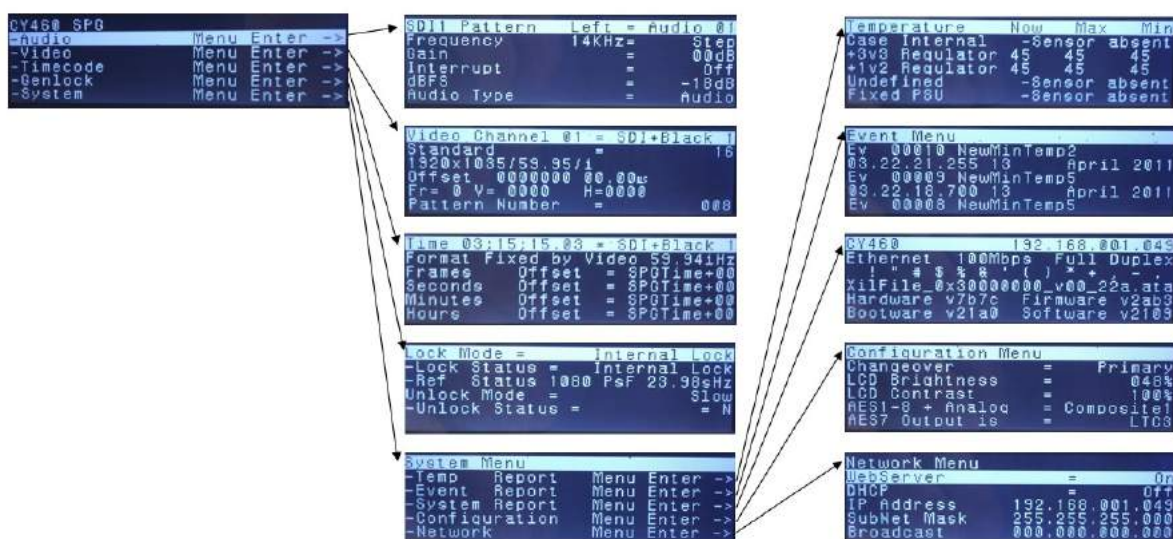 CY460 SPG
-Audio Menu Enter ->
-Video Menu Enter ->
-Timecode Menu Enter ->
-Genlock Menu Enter ->
-System Menu Enter ->
SDI1 Pattern Left = Audio 01
Frequency 14KHz= Step
Gain = 00dB
Interrupt = Off
dBFS = -18dB
Audio Type = Audio
Video Channel 01 = SDI+Black 1
Standard = 16
1920x1035/59.95/i
Offset 0000000 00.00us
Fr= 0 V= 0000 H=0000
Pattern Number = 008
Time 03:15:15.03 = SDI+Black 1
Format Fixed by Video 59.94iHz
Frames Offset = SPGTime+00
Seconds Offset = SPGTime+00
Minutes Offset = SPGTime+00
Hours Offset = SPGTime+00
Lock Mode = Internal Lock
-Lock Status = Internal Lock
-Ref Status 1080 PsF 23.98sHz
Unlock Mode = Slow
-Unlock Status = = N
System Menu
-Temp Report Menu Enter ->
-Event Report Menu Enter ->
-System Report Menu Enter ->
-Configuration Menu Enter ->
-Network Menu Enter ->
Temperature Now Max Min
Case Internal -Sensor absent
+3v3 Regulator 45 45 45
+1v2 Regulator 45 45 45
Undefined -Sensor absent
Fixed PSU -Sensor absent
Event Menu
Ev 00010 NewMinTemp2
03.22.21.255 13 April 2011
Ev 00009 NewMinTemp5
03.22.18.700 13 April 2011
Ev 00008 NewMinTemp5
CY460 192.168.001.049
Ethernet 100Mbps Full Duplex
! " # $ % & ' ( ) * + , - .
XilFile_0x30000000_v00_22a.ata
Hardware v7b7c Firmware v2ab3
Bootware v21a0 Software v2109
Configuration Menu
Changeover = Primary
LCD Brightness = 048%
LCD Contrast = 100%
AES1-8 + Analog = Composite
AES7 Output is = LTC3
Network Menu
WebServer = On
DHCP = Off
IP Address 192.168.001.049
SubNet Mask 255.255.255.000
Broadcast 000.000.000.000